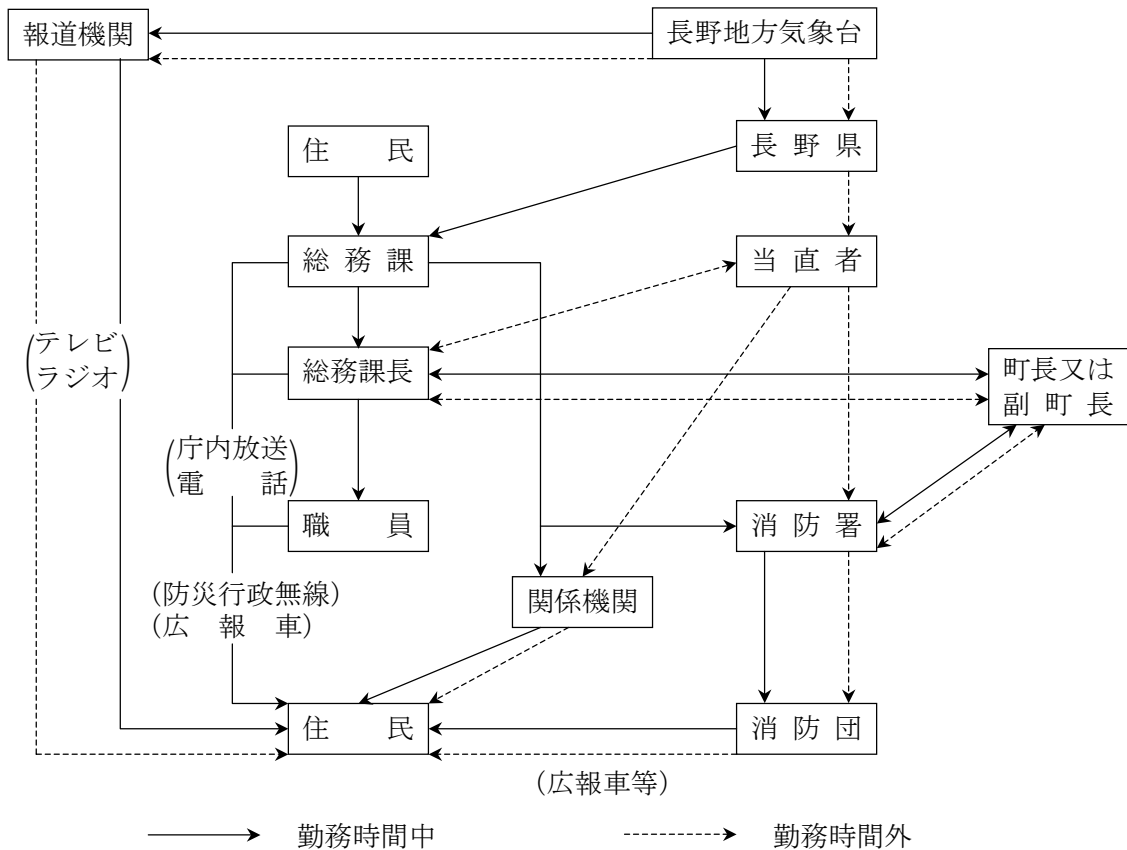 報道機関
長野地方気象台
住　　民
長 野 県
総 務 課
当 直 者
テレビ
ラジオ
総務課長
町長又は
副 町 長
庁内放送
電　　話
職　　員
消 防 署
(防災行政無線)
(広　報　車)
関係機関
住　　民
消 防 団
(広報車等)
勤務時間中
勤務時間外